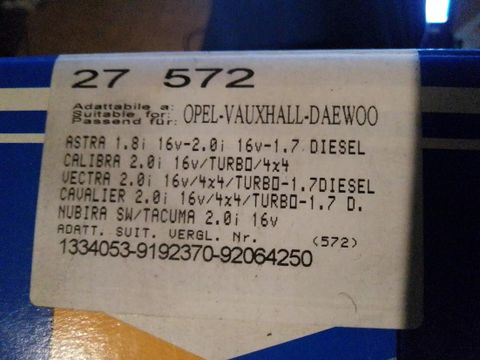 27 572
Adattabile a:
Suitable for:
Passend für:
OPEL-VAUXHALL-DAEWOO
ASTRA 1.8i 16v-2.0i 16v-1.7 DIESEL
CALIBRA 2.0i 16v/TURBO/4x4
VECTRA 2.0i 16v/4x4/TURBO-1.7DIESEL
CAVALIER 2.0i 16v/4x4/TURBO-1.7 D.
NUBIRA SW/TACUMA 2.0i 16v
ADATT. SUIT. VERGL. Nr. (572)
1334053-9192370-92064250